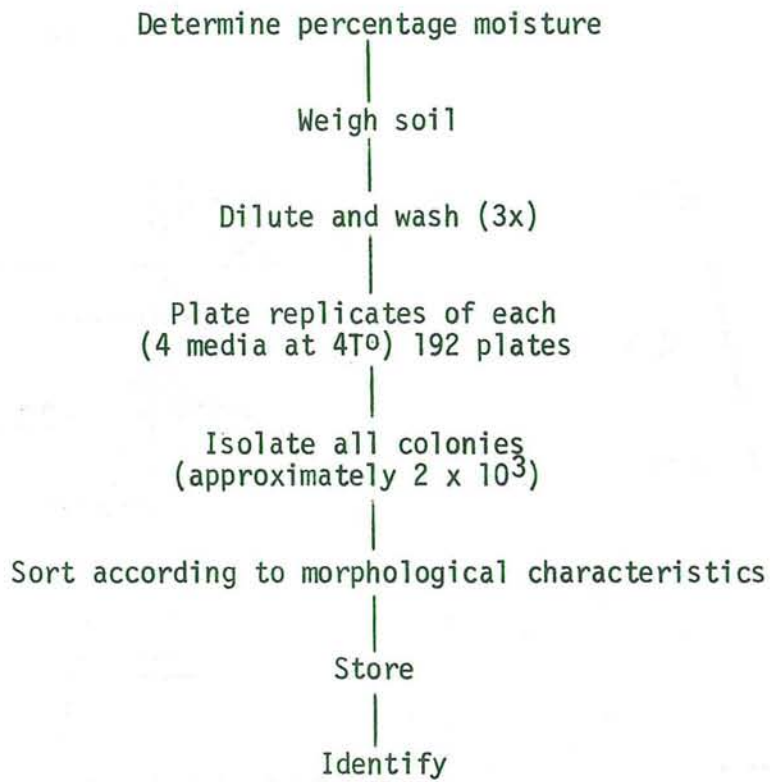 Determine percentage moisture
Weigh soil
Dilute and wash (3x)
Plate replicates of each
(4 media at 4Tº) 192 plates
Isolate all colonies
(approximately 2 x 10³)
Sort according to morphological characteristics
Store
Identify